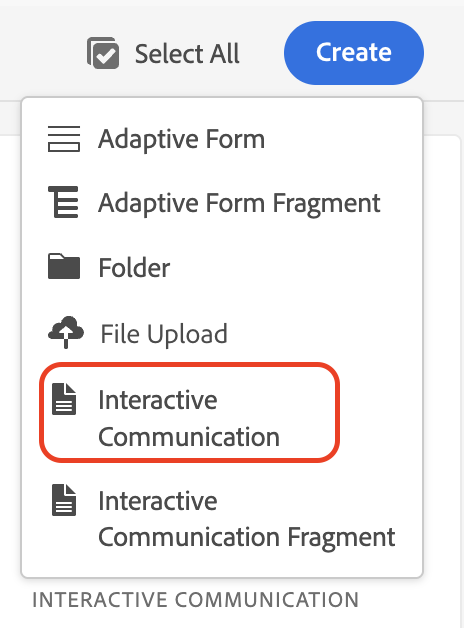 Select All
Create
Adaptive Form
Adaptive Form Fragment
Folder
File Upload
Interactive
Communication
Interactive
Communication Fragment
INTERACTIVE COMMUNICATION